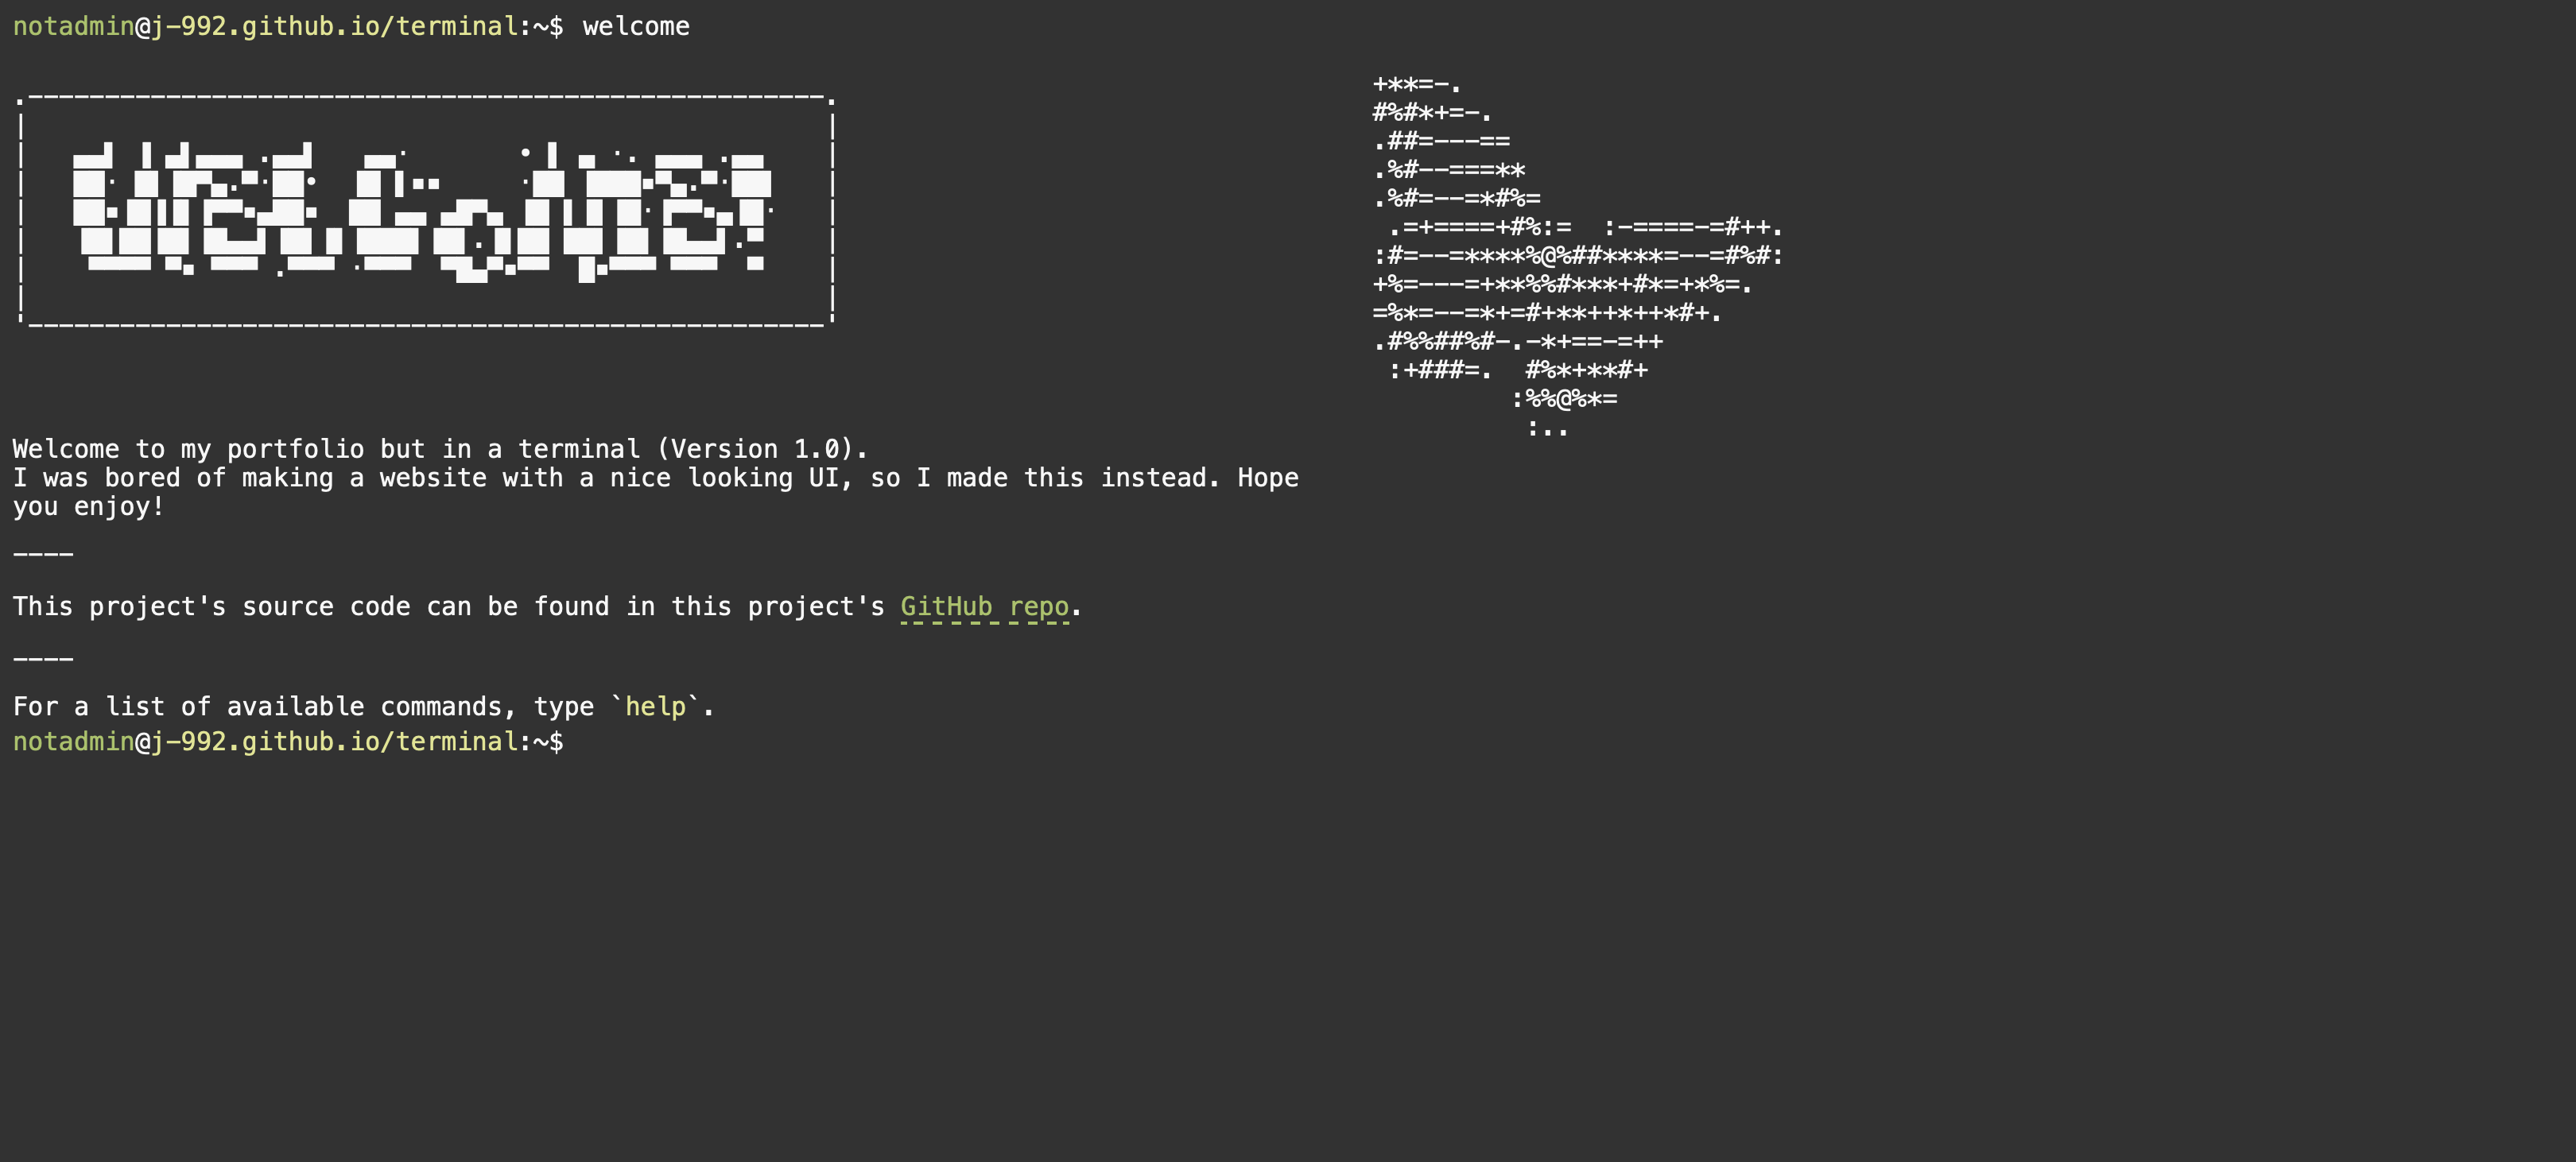 notadmin@j-992.github.io/terminal:~$ welcome
Welcome to my portfolio but in a terminal (Version 1.0).
I was bored of making a website with a nice looking UI, so I made this instead. Hope
you enjoy!
----
This project's source code can be found in this project's GitHub repo.
----
For a list of available commands, type `help`.
notadmin@j-992.github.io/terminal:~$
+**=-.
#%#*+=-.
.##=---==
.%#--===**
.%#=--=*#%=
.=+====+#%:=  :-====-=#++.
:#=--=****%@%##****=--=#%#:
+%=---=+**%%#***+#*=+*%=.
=%*=--=*+=#+**++*++*#+.
.#%%##%#-.-*+==-=++
:+###=.  #%*+**#+
:%%@%*=
:..